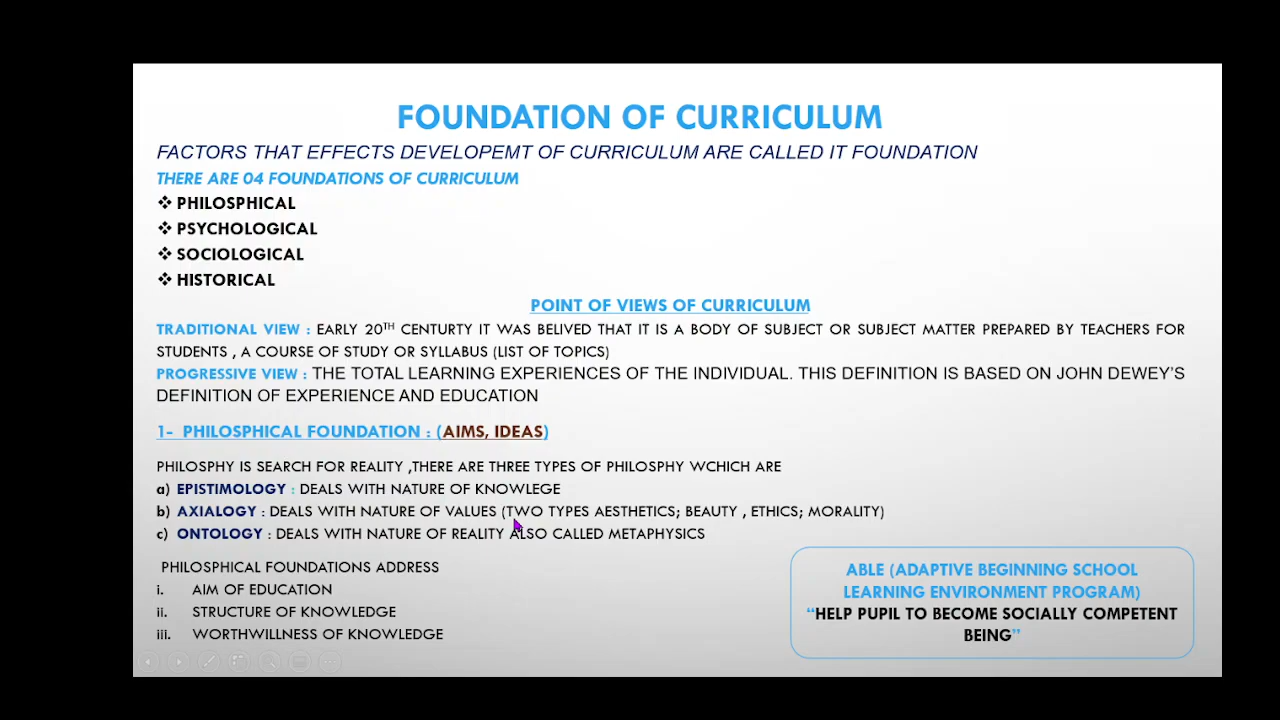 FOUNDATION OF CURRICULUM
FACTORS THAT EFFECTS DEVELOPEMT OF CURRICULUM ARE CALLED IT FOUNDATION
THERE ARE 04 FOUNDATIONS OF CURRICULUM
❖ PHILOSPHICAL
❖ PSYCHOLOGICAL
❖ SOCIOLOGICAL
❖ HISTORICAL
POINT OF VIEWS OF CURRICULUM
TRADITIONAL VIEW : EARLY 20TH CENTURTY IT WAS BELIVED THAT IT IS A BODY OF SUBJECT OR SUBJECT MATTER PREPARED BY TEACHERS FOR
STUDENTS , A COURSE OF STUDY OR SYLLABUS (LIST OF TOPICS)
PROGRESSIVE VIEW : THE TOTAL LEARNING EXPERIENCES OF THE INDIVIDUAL. THIS DEFINITION IS BASED ON JOHN DEWEY'S
DEFINITION OF EXPERIENCE AND EDUCATION
1- PHILOSPHICAL FOUNDATION : (AIMS, IDEAS)
PHILOSPHY IS SEARCH FOR REALITY ,THERE ARE THREE TYPES OF PHILOSPHY WCHICH ARE
a) EPISTIMOLOGY : DEALS WITH NATURE OF KNOWLEGE
b) AXIALOGY : DEALS WITH NATURE OF VALUES (TWO TYPES AESTHETICS; BEAUTY , ETHICS; MORALITY)
c) ONTOLOGY : DEALS WITH NATURE OF REALITY ALSO CALLED METAPHYSICS
PHILOSPHICAL FOUNDATIONS ADDRESS
i. AIM OF EDUCATION
ii. STRUCTURE OF KNOWLEDGE
iii. WORTHWILLNESS OF KNOWLEDGE
ABLE (ADAPTIVE BEGINNING SCHOOL
LEARNING ENVIRONMENT PROGRAM)
“HELP PUPIL TO BECOME SOCIALLY COMPETENT
BEING”